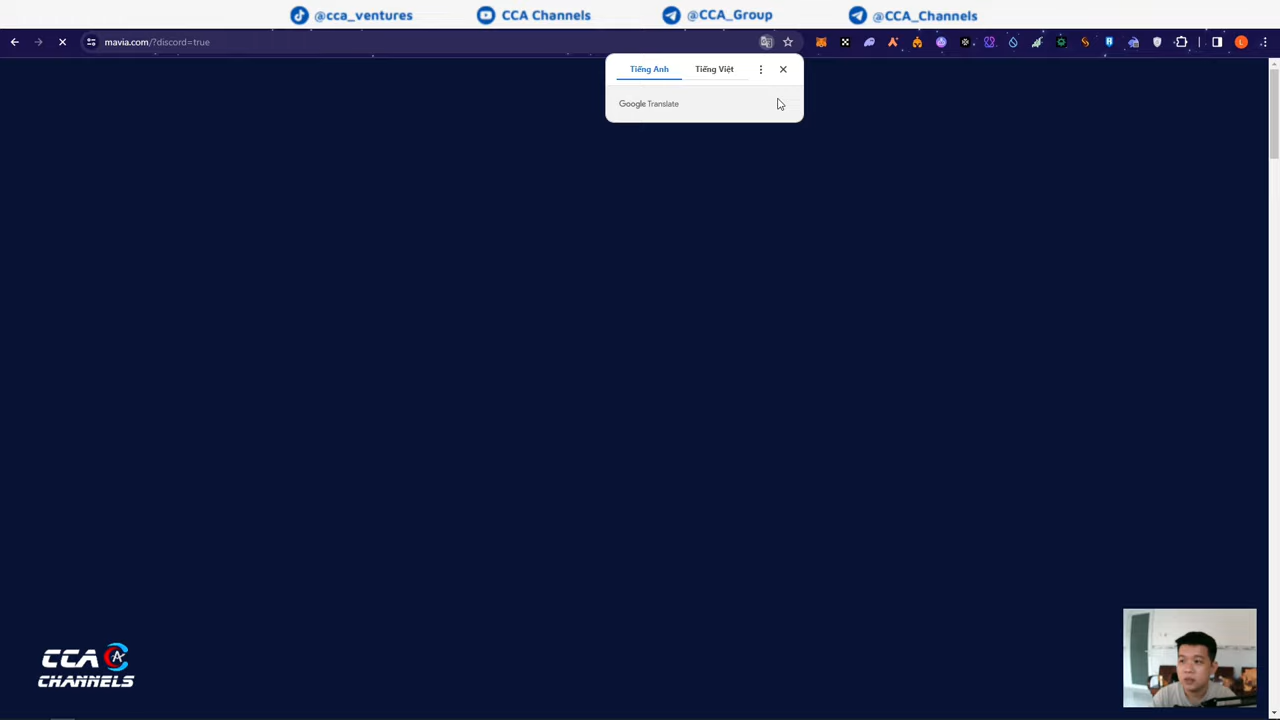 @cca_ventures
CCA Channels
@CCA_Group
@CCA_Channels
mavia.com/?discord=true
Tiếng Anh
Tiếng Việt
Google Translate
L
CCA
CHANNELS